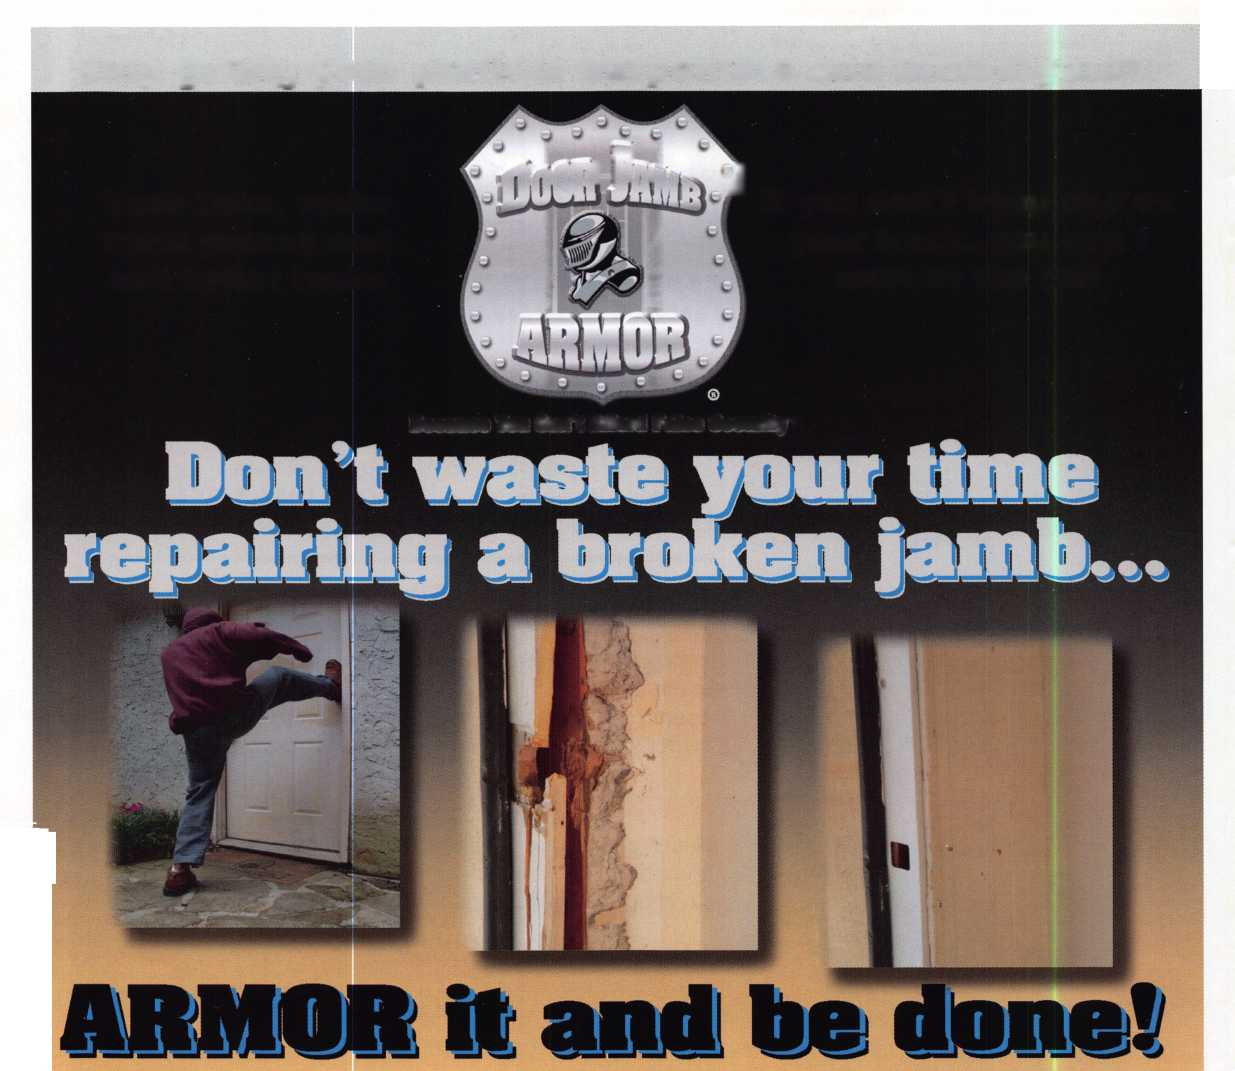 DOOR JAMB
ARMOR
®
Don't waste your time
repairing a broken jamb...
ARMOR it and be done!